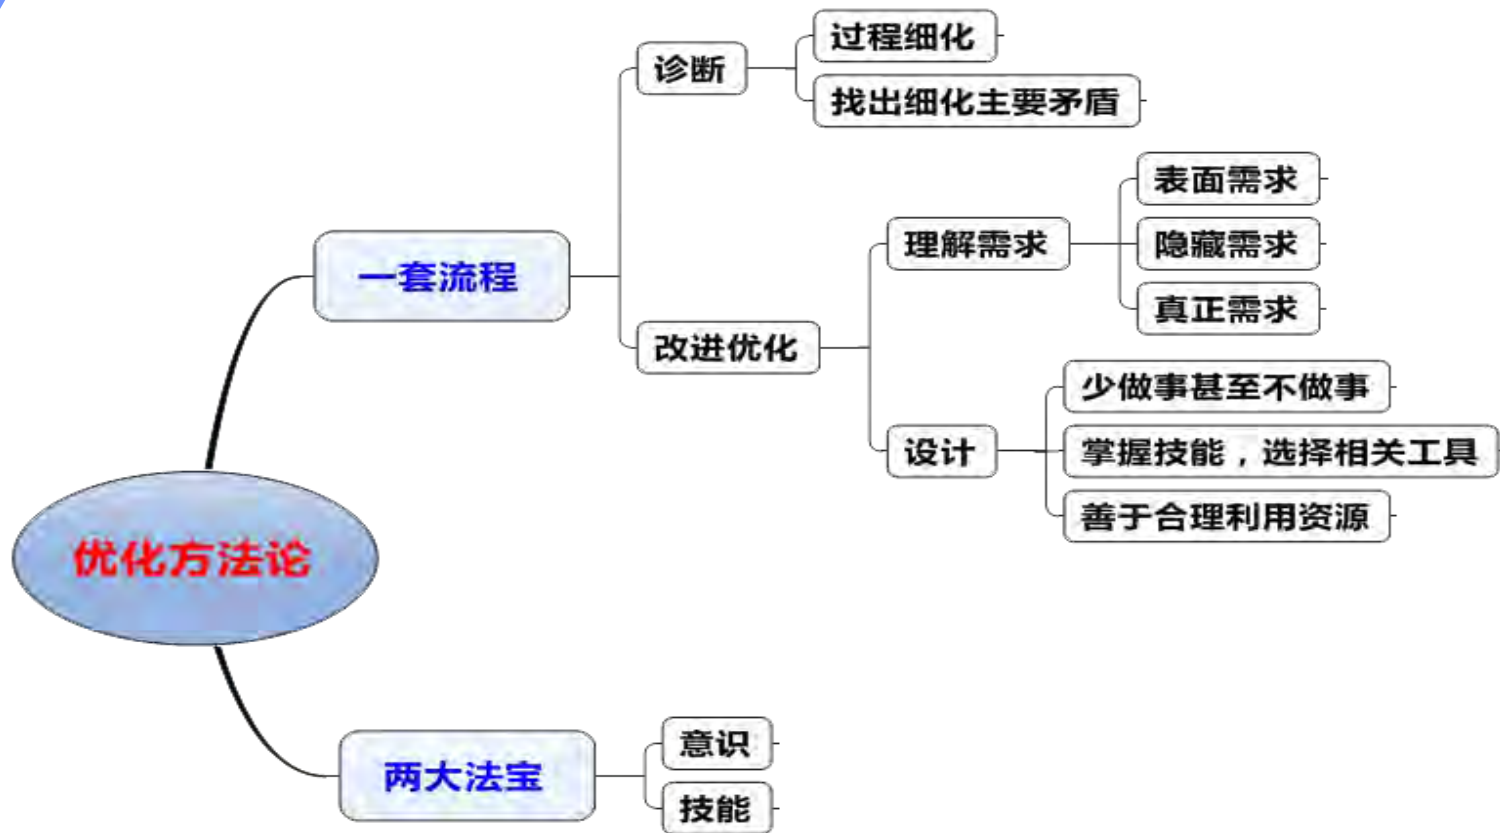 优化方法论
一套流程
诊断
过程细化
找出细化主要矛盾
改进优化
理解需求
表面需求
隐藏需求
真正需求
设计
少做事甚至不做事
掌握技能，选择相关工具
善于合理利用资源
两大法宝
意识
技能